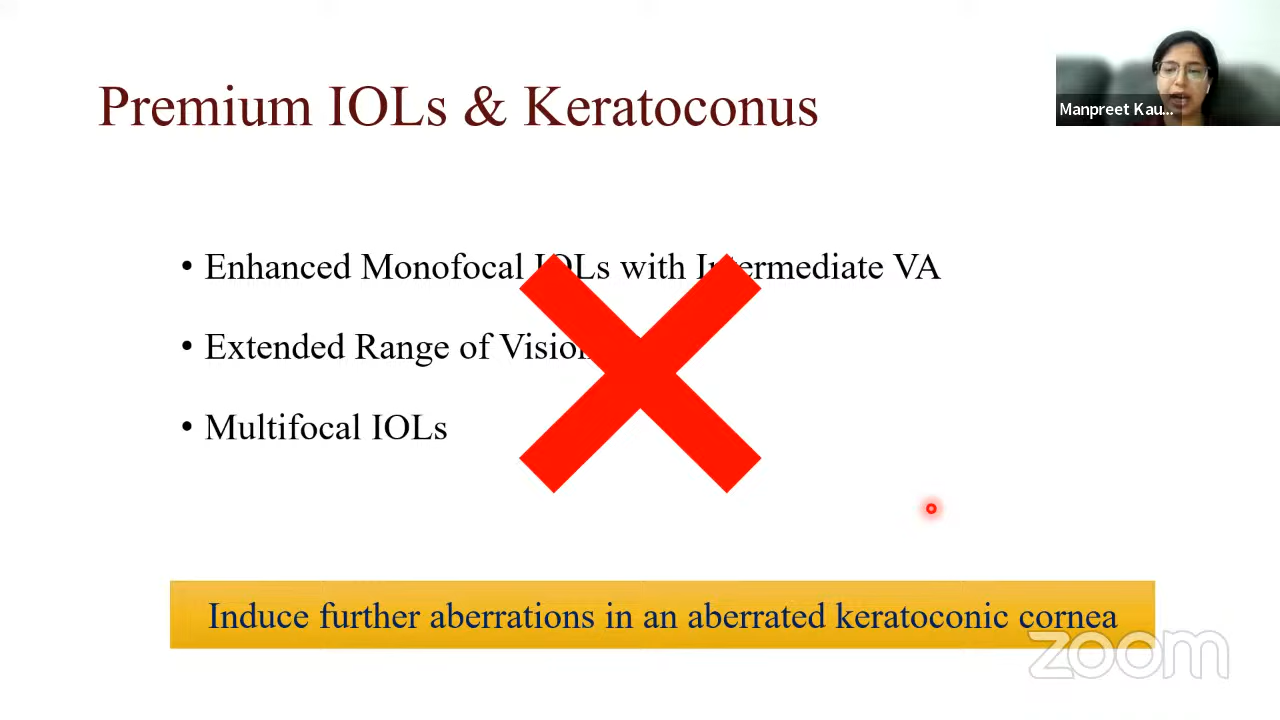 Premium IOLs & Keratoconus
Manpreet Kau...
• Enhanced Monofocal IOLs with Intermediate VA
• Extended Range of Vision
• Multifocal IOLs
Induce further aberrations in an aberrated keratoconic cornea
zoom